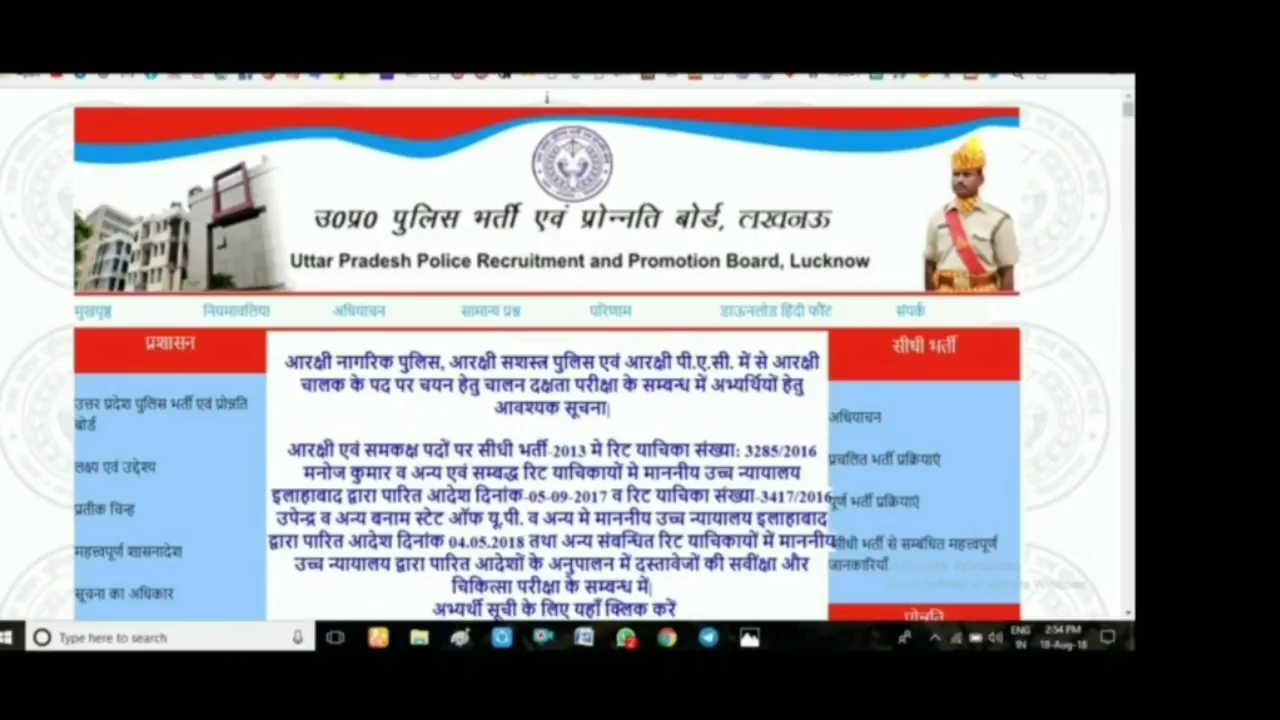 उ0प्र0 पुलिस भर्ती एवं प्रोन्नति बोर्ड, लखनऊ
Uttar Pradesh Police Recruitment and Promotion Board, Lucknow
मुखपृष्ठ नियमावलिया अधियाचन सामान्य प्रश्न परिणाम डाऊनलोड हिंदी फौंट संपर्क
प्रशासन
उत्तर प्रदेश पुलिस भर्ती एवं प्रोन्नति
बोर्ड
लक्ष्य एवं उद्देश्य
प्रतीक चिन्ह
महत्त्वपूर्ण शासनादेश
सूचना का अधिकार
आरक्षी नागरिक पुलिस, आरक्षी सशस्त्र पुलिस एवं आरक्षी पी.ए.सी. में से आरक्षी
चालक के पद पर चयन हेतु चालन दक्षता परीक्षा के सम्बन्ध में अभ्यर्थियों हेतु
आवश्यक सूचना|
आरक्षी एवं समकक्ष पदों पर सीधी भर्ती-2013 मे रिट याचिका संख्या: 3285/2016
मनोज कुमार व अन्य एवं सम्बद्ध रिट याचिकायों मे माननीय उच्च न्यायालय
इलाहाबाद द्वारा पारित आदेश दिनांक-05-09-2017 व रिट याचिका संख्या-3417/2016
उपेन्द्र व अन्य बनाम स्टेट ऑफ यू.पी. व अन्य मे माननीय उच्च न्यायालय इलाहाबाद
द्वारा पारित आदेश दिनांक 04.05.2018 तथा अन्य संबन्धित रिट याचिकायों में माननीय
उच्च न्यायालय द्वारा पारित आदेशों के अनुपालन में दस्तावेजों की सवींक्षा और
चिकित्सा परीक्षा के सम्बन्ध में|
अभ्यर्थी सूची के लिए यहाँ क्लिक करें
सीधी भर्ती
अधियाचन
प्रचलित भर्ती प्रक्रियाएं
पूर्ण भर्ती प्रक्रियाएं
सीधी भर्ती से सम्बंधित महत्त्वपूर्ण
जानकारियाँ
प्रोन्नति
Type here to search
ENG 2:54 PM
IN 18-Aug-18